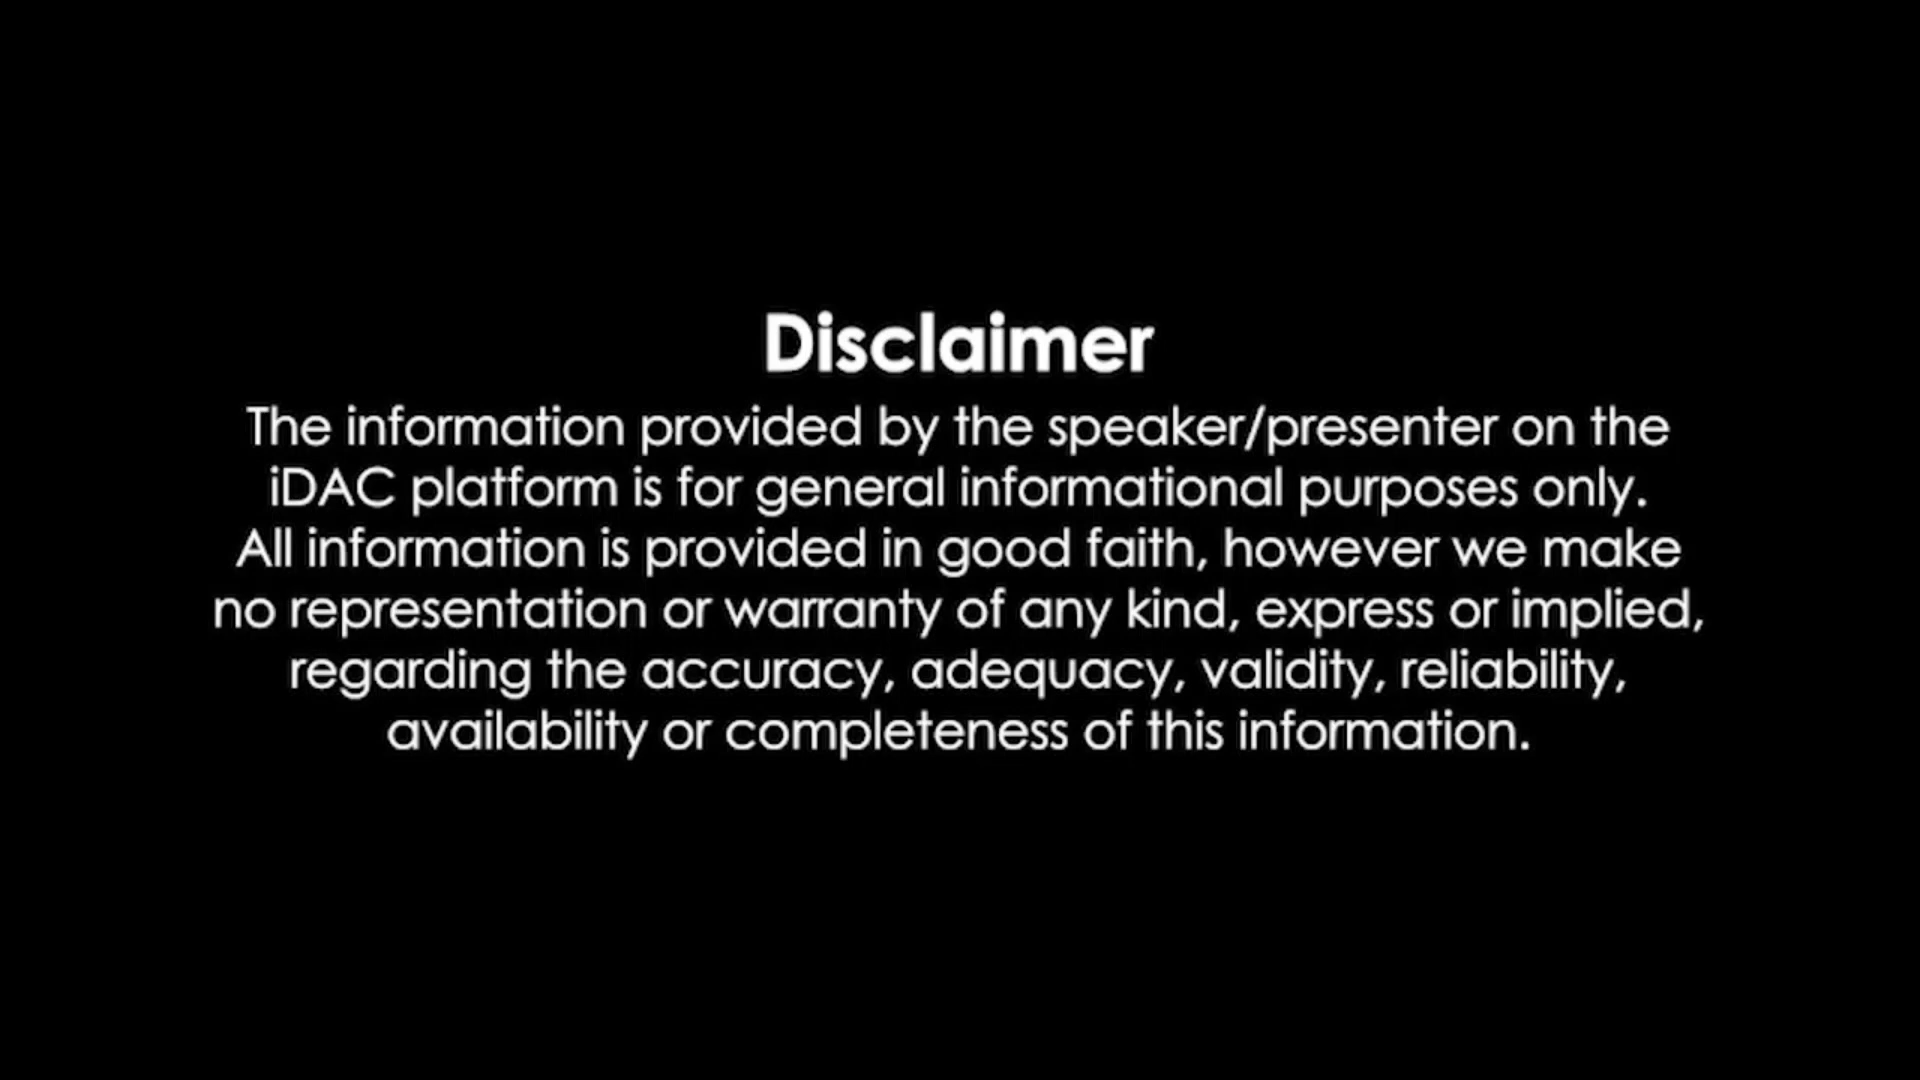 Disclaimer
The information provided by the speaker/presenter on the
iDAC platform is for general informational purposes only.
All information is provided in good faith, however we make
no representation or warranty of any kind, express or implied,
regarding the accuracy, adequacy, validity, reliability,
availability or completeness of this information.